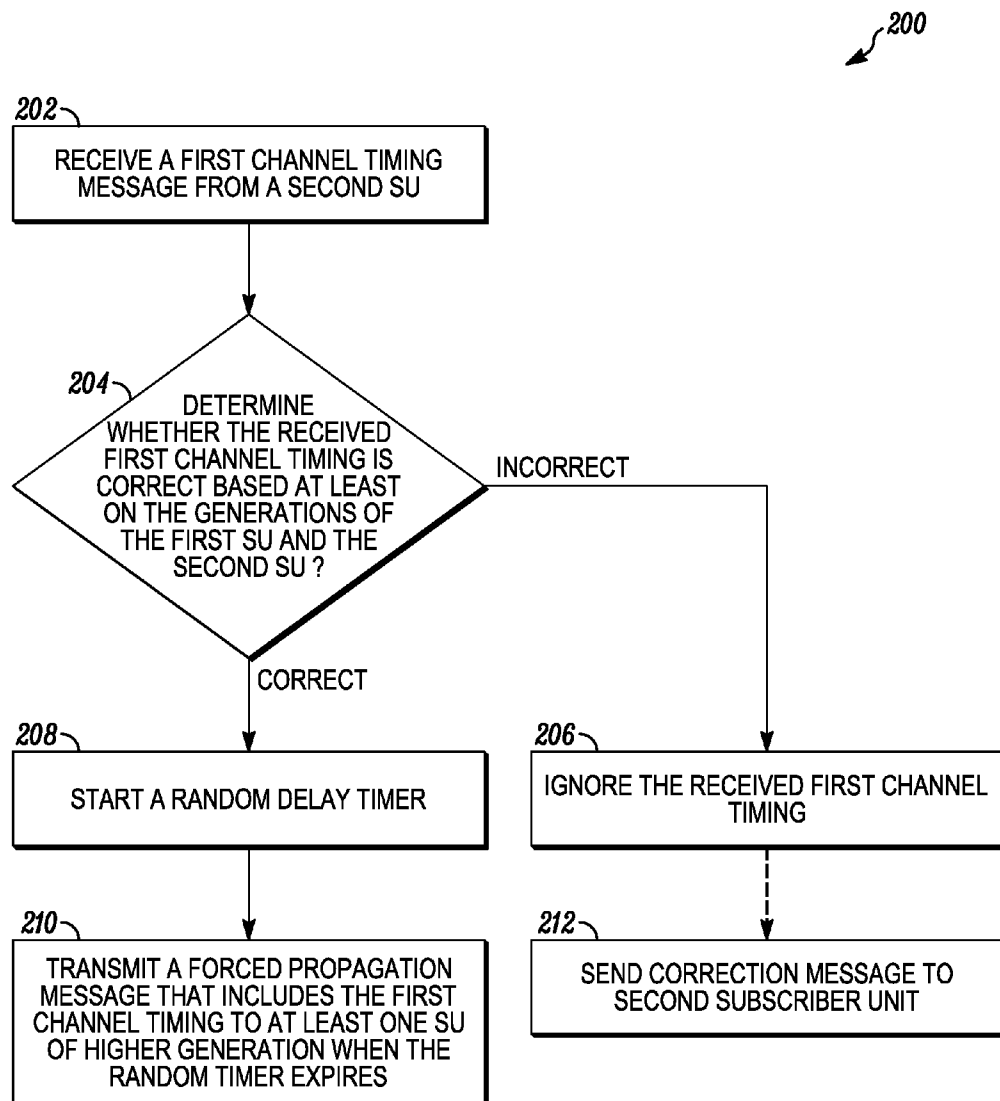 200
202
RECEIVE A FIRST CHANNEL TIMING
MESSAGE FROM A SECOND SU
204
DETERMINE
WHETHER THE RECEIVED
FIRST CHANNEL TIMING IS
CORRECT BASED AT LEAST
ON THE GENERATIONS OF
THE FIRST SU AND THE
SECOND SU ?
INCORRECT
CORRECT
208
START A RANDOM DELAY TIMER
206
IGNORE THE RECEIVED FIRST CHANNEL
TIMING
210
TRANSMIT A FORCED PROPAGATION
MESSAGE THAT INCLUDES THE FIRST
CHANNEL TIMING TO AT LEAST ONE SU
OF HIGHER GENERATION WHEN THE
RANDOM TIMER EXPIRES
212
SEND CORRECTION MESSAGE TO
SECOND SUBSCRIBER UNIT